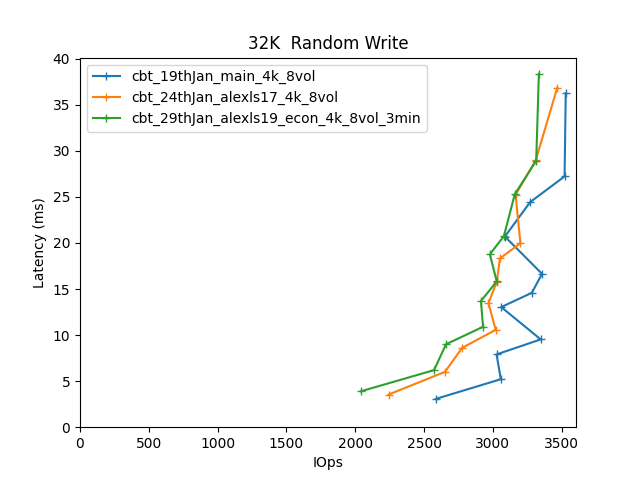 32K  Random Write
cbt_19thJan_main_4k_8vol
cbt_24thJan_alexls17_4k_8vol
cbt_29thJan_alexls19_econ_4k_8vol_3min
Latency (ms)
40
35
30
25
20
15
10
5
0
0 500 1000 1500 2000 2500 3000 3500
IOps